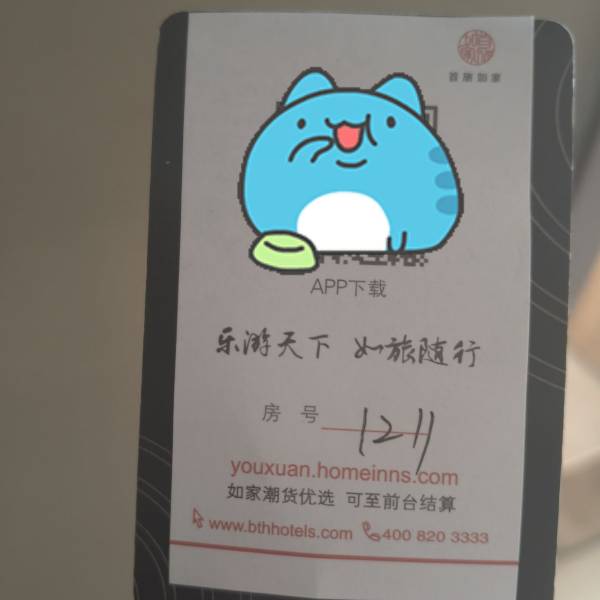 首旅如家
APP下载
乐游天下 如旅随行
房 号 1211
youxuan.homeinns.com
如家潮货优选 可至前台结算
www.bthhotels.com 400 820 3333